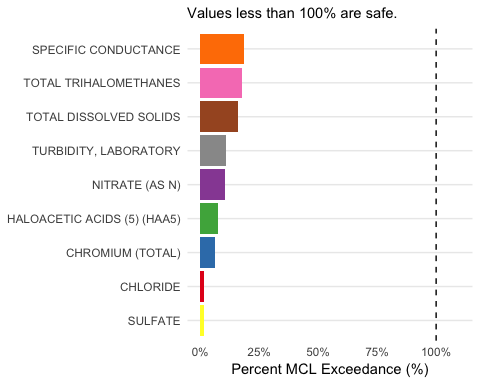 Values less than 100% are safe.
SPECIFIC CONDUCTANCE
TOTAL TRIHALOMETHANES
TOTAL DISSOLVED SOLIDS
TURBIDITY, LABORATORY
NITRATE (AS N)
HALOACETIC ACIDS (5) (HAA5)
CHROMIUM (TOTAL)
CHLORIDE
SULFATE
0% 25% 50% 75% 100%
Percent MCL Exceedance (%)